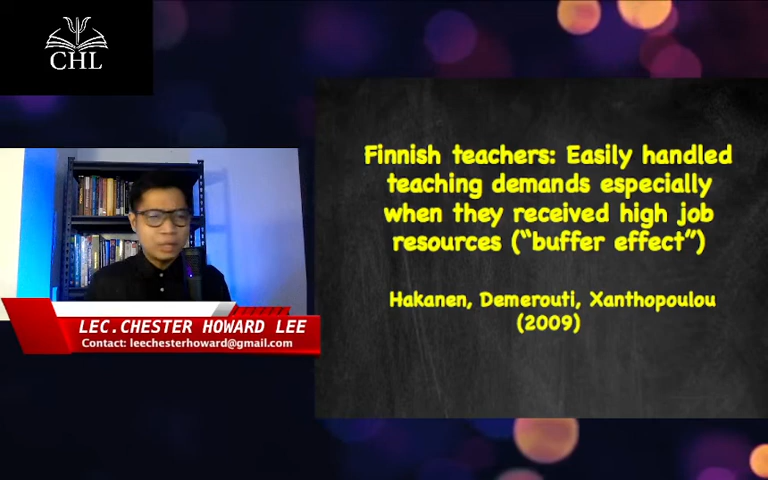 CHL
Finnish teachers: Easily handled
teaching demands especially
when they received high job
resources ("buffer effect")
Hakanen, Demerouti, Xanthopoulou
(2009)
LEC.CHESTER HOWARD LEE
Contact: leechesterhoward@gmail.com